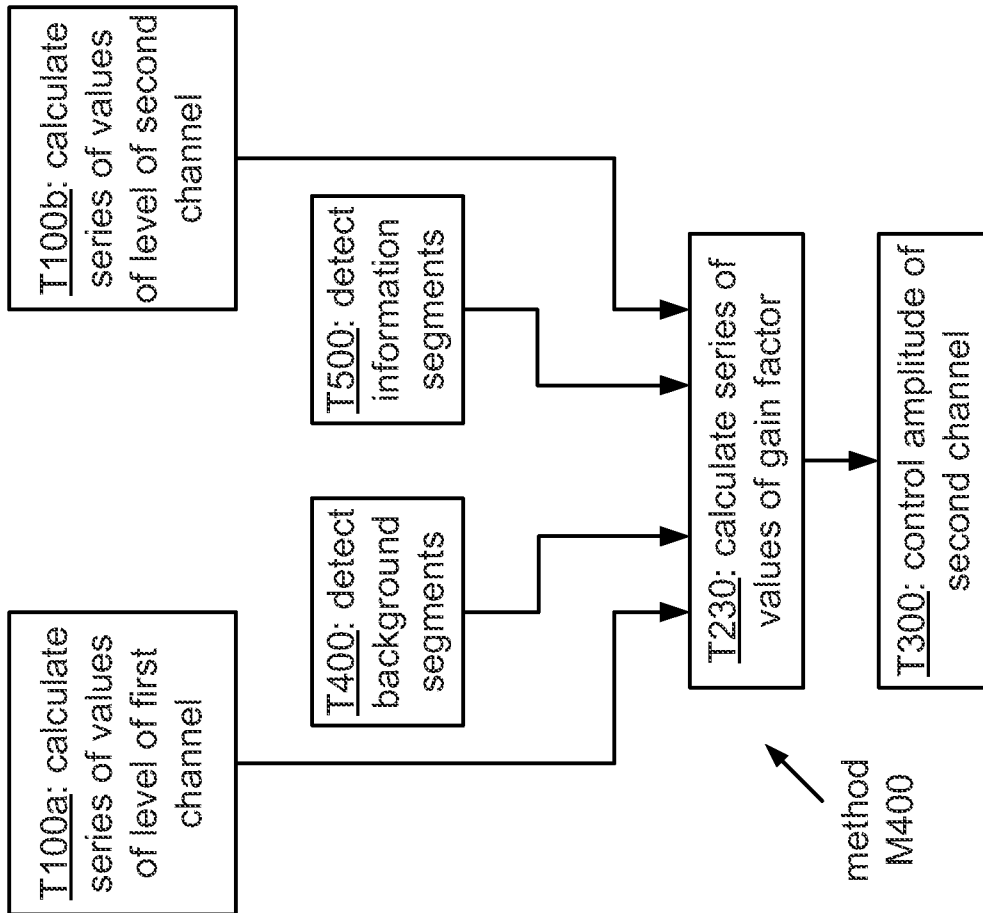 T100a: calculate
series of values
of level of first
channel
T100b: calculate
series of values
of level of second
channel
T400: detect
background
segments
T500: detect
information
segments
T230: calculate series of
values of gain factor
T300: control amplitude of
second channel
method
M400